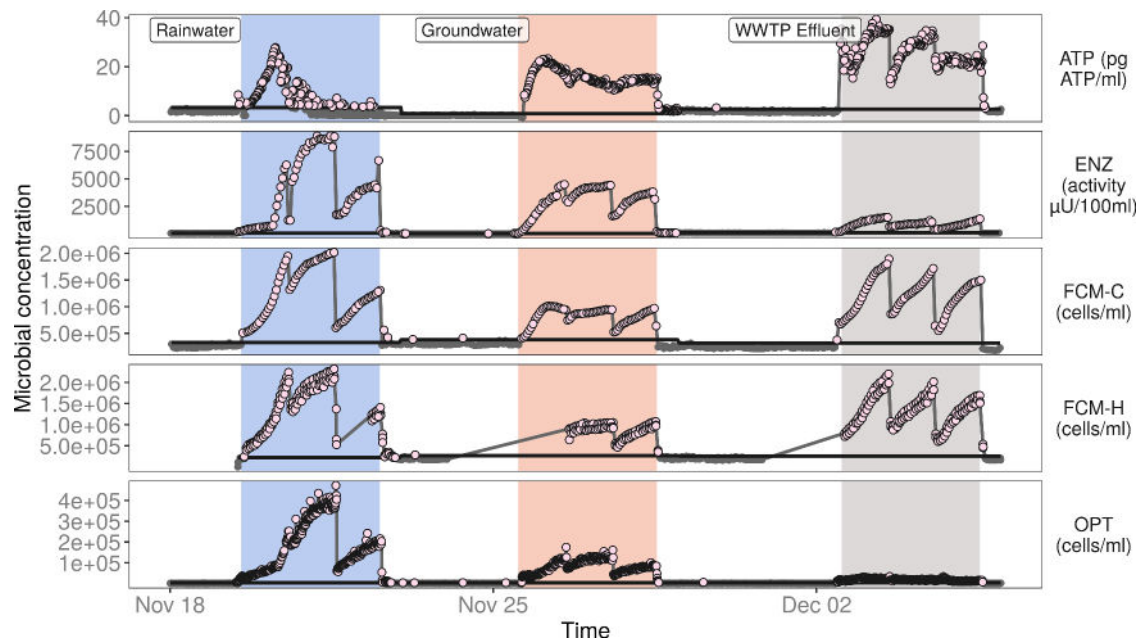 Rainwater
Groundwater
WWTP Effluent
40
20
0
ATP (pg
ATP/ml)
7500
5000
2500
ENZ
(activity
µU/100ml)
Microbial concentration
2.0e+06
1.5e+06
1.0e+06
5.0e+05
FCM-C
(cells/ml)
2.0e+06
1.5e+06
1.0e+06
5.0e+05
FCM-H
(cells/ml)
4e+05
3e+05
2e+05
1e+05
OPT
(cells/ml)
Nov 18
Nov 25
Dec 02
Time